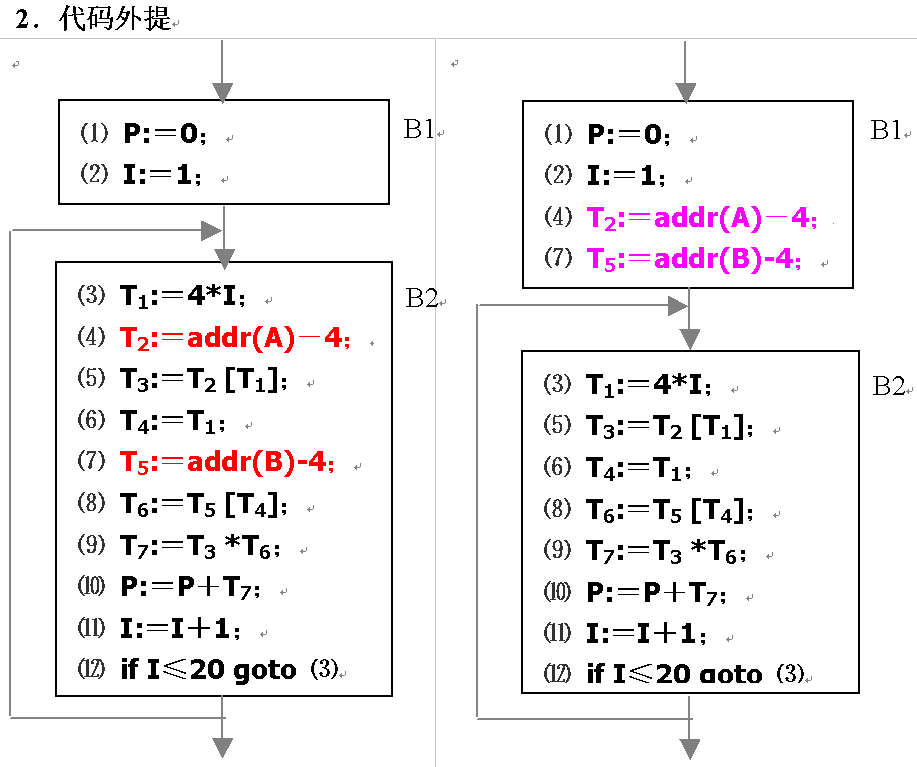 2．代码外提
⑴ P:=0;
⑵ I:=1;
B1
⑶ T₁:=4*I;
⑷ T₂:=addr(A)－4;
⑸ T₃:=T₂ [T₁];
⑹ T₄:=T₁;
⑺ T₅:=addr(B)-4;
⑻ T₆:=T₅ [T₄];
⑼ T₇:=T₃ *T₆;
⑽ P:=P＋T₇;
⑾ I:=I＋1;
⑿ if I≤20 goto ⑶
B2
⑴ P:=0;
⑵ I:=1;
⑷ T₂:=addr(A)－4;
⑺ T₅:=addr(B)-4;
B1
⑶ T₁:=4*I;
⑸ T₃:=T₂ [T₁];
⑹ T₄:=T₁;
⑻ T₆:=T₅ [T₄];
⑼ T₇:=T₃ *T₆;
⑽ P:=P＋T₇;
⑾ I:=I＋1;
⑿ if I≤20 goto ⑶
B2